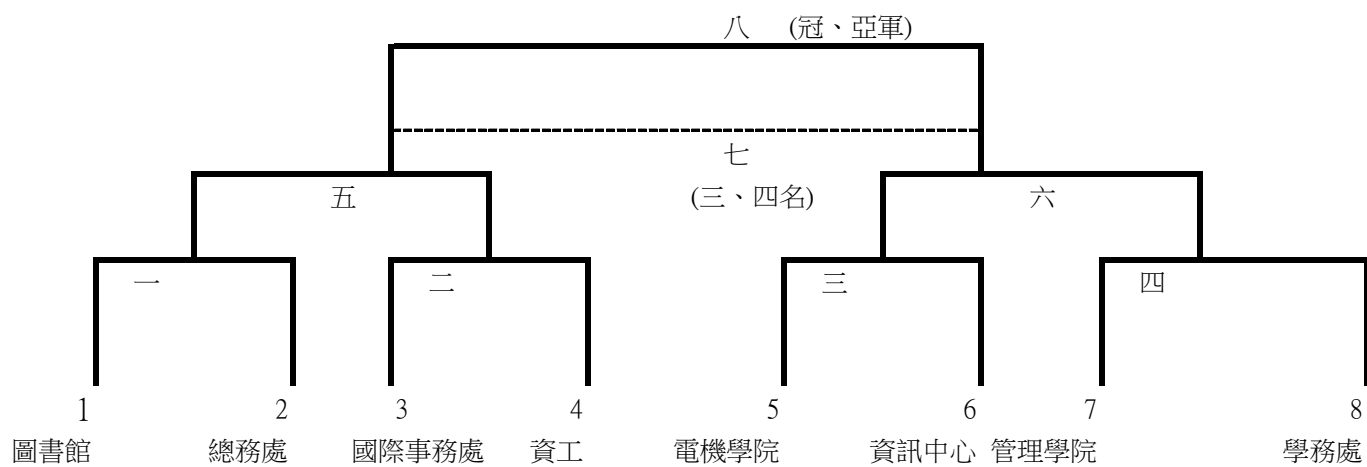 八 (冠、亞軍)
七
五 (三、四名) 六
一 二 三 四
1 2 3 4 5 6 7 8
圖書館 總務處 國際事務處 資工 電機學院 資訊中心 管理學院 學務處